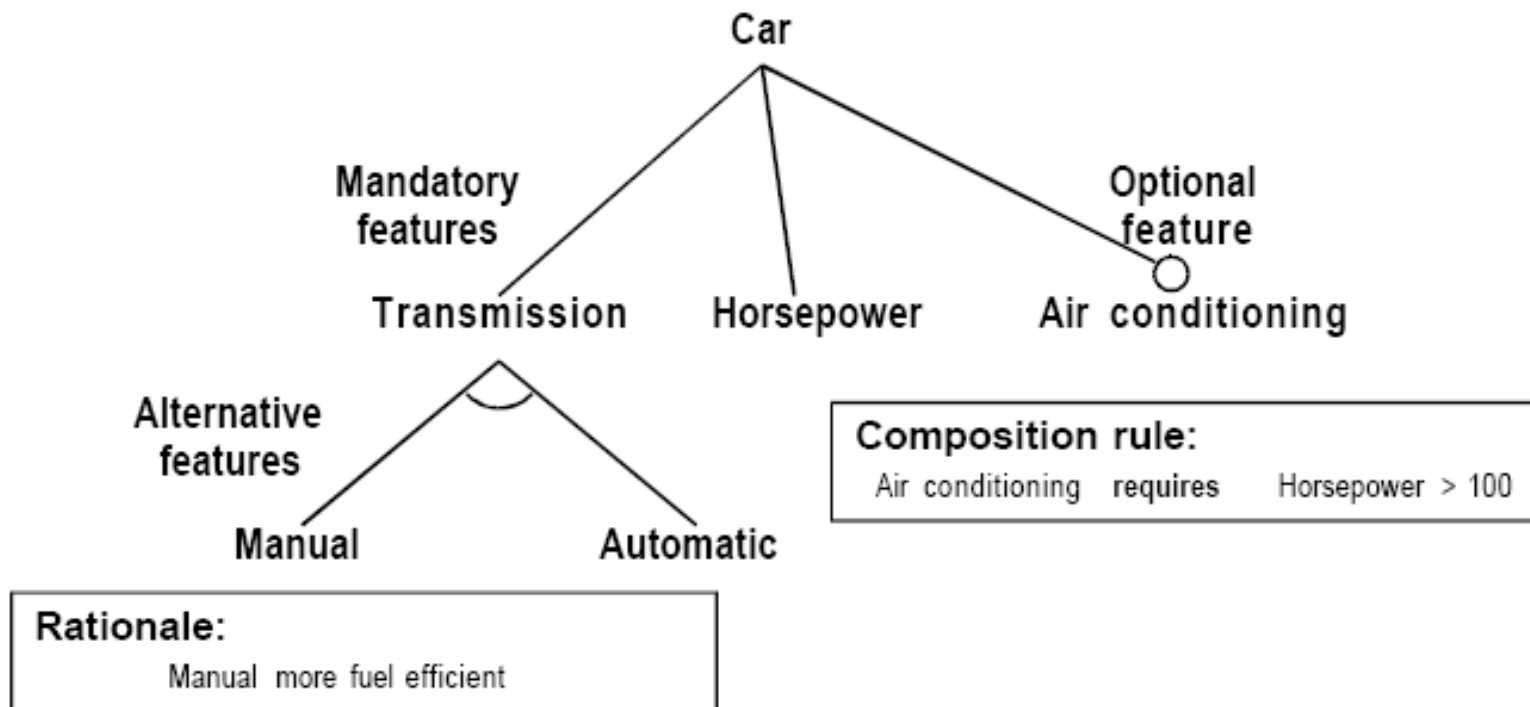 Car
Mandatory
features
Optional
feature
Transmission
Horsepower
Air conditioning
Alternative
features
Composition rule:
Air conditioning requires Horsepower > 100
Manual
Automatic
Rationale:
Manual more fuel efficient